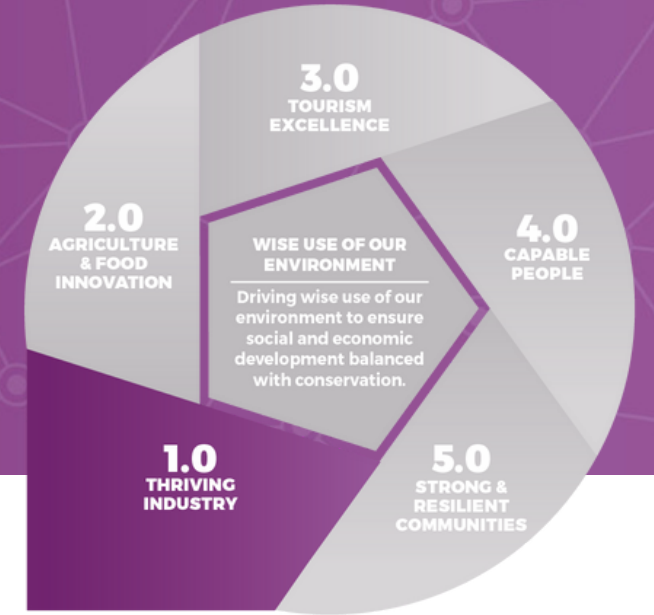 3.0
TOURISM
EXCELLENCE
2.0
AGRICULTURE
& FOOD
INNOVATION
WISE USE OF OUR
ENVIRONMENT
Driving wise use of our
environment to ensure
social and economic
development balanced
with conservation.
4.0
CAPABLE
PEOPLE
1.0
THRIVING
INDUSTRY
5.0
STRONG &
RESILIENT
COMMUNITIES